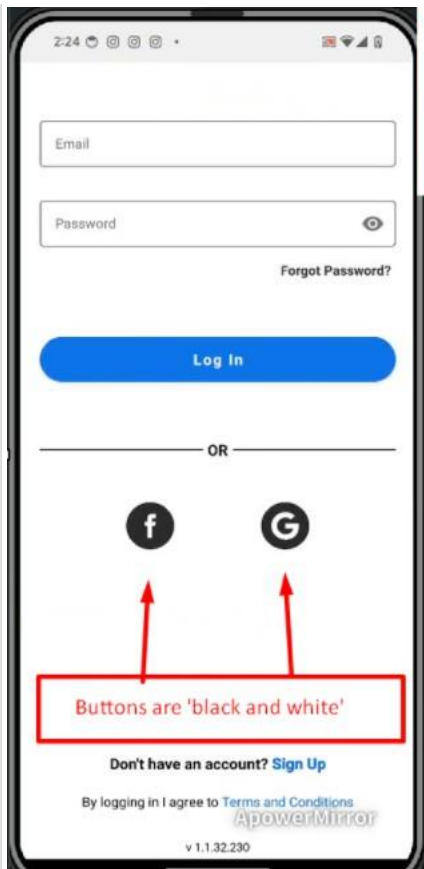 2:24
Email
Password
Forgot Password?
Log In
OR
f
G
Buttons are 'black and white'
Don't have an account? Sign Up
By logging in I agree to Terms and Conditions
ApowerMirror
v 1.1.32.230